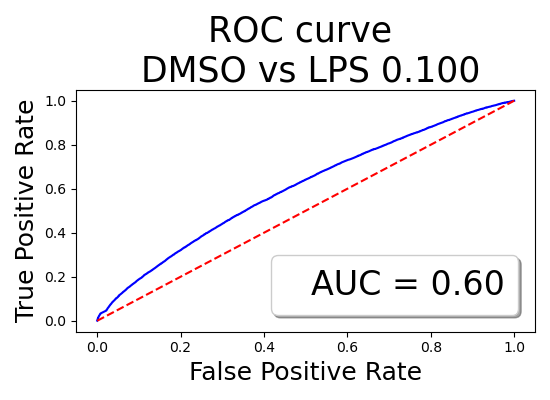 ROC curve
DMSO vs LPS 0.100
True Positive Rate
1.0
0.8
0.6
0.4
0.2
0.0
AUC = 0.60
0.0 0.2 0.4 0.6 0.8 1.0
False Positive Rate